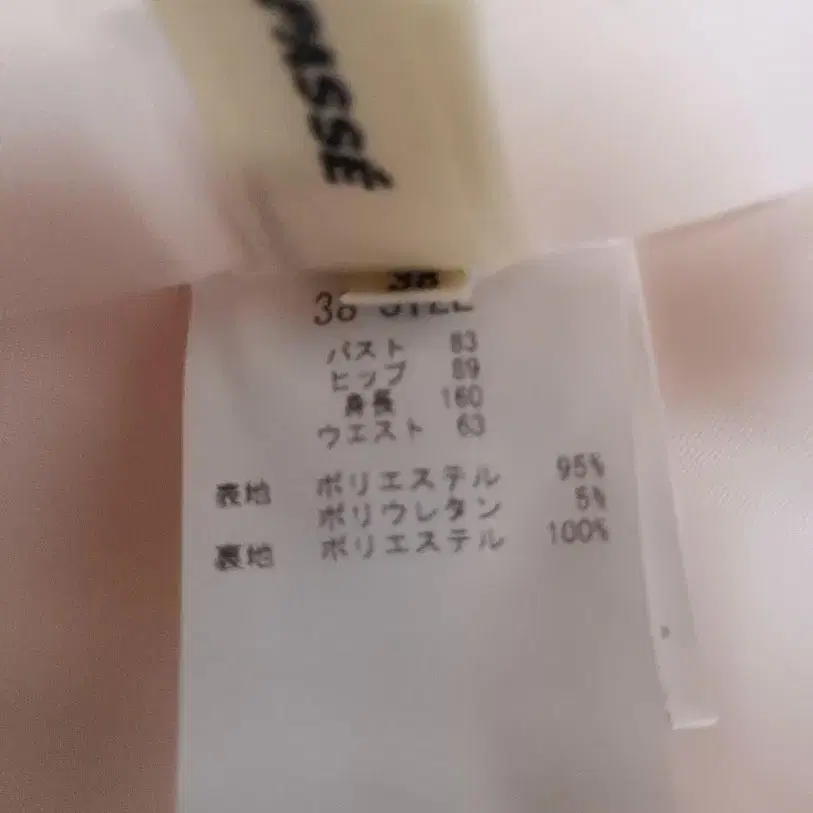 PASSÉ
38
38 SIZE
バスト 83
ヒップ 89
身長 160
ウエスト 63
表地 ポリエステル 95%
ポリウレタン 5%
裏地 ポリエステル 100%